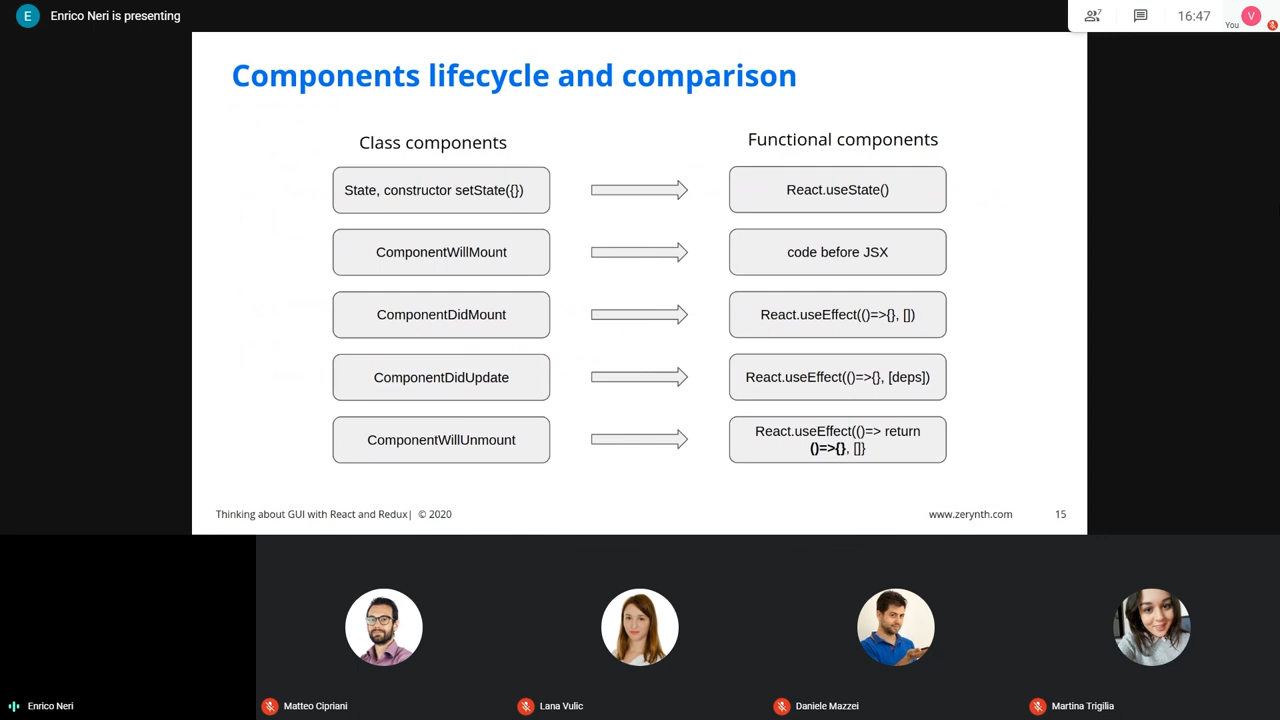 E
Enrico Neri is presenting
7
16:47
You
V
Components lifecycle and comparison
Class components
Functional components
State, constructor setState({})
React.useState()
ComponentWillMount
code before JSX
ComponentDidMount
React.useEffect(()=>{}, [])
ComponentDidUpdate
React.useEffect(()=>{}, [deps])
ComponentWillUnmount
React.useEffect(()=> return
()=>{}, []}
Thinking about GUI with React and Redux| © 2020
www.zerynth.com
15
Enrico Neri
Matteo Cipriani
Lana Vulic
Daniele Mazzei
Martina Trigilia